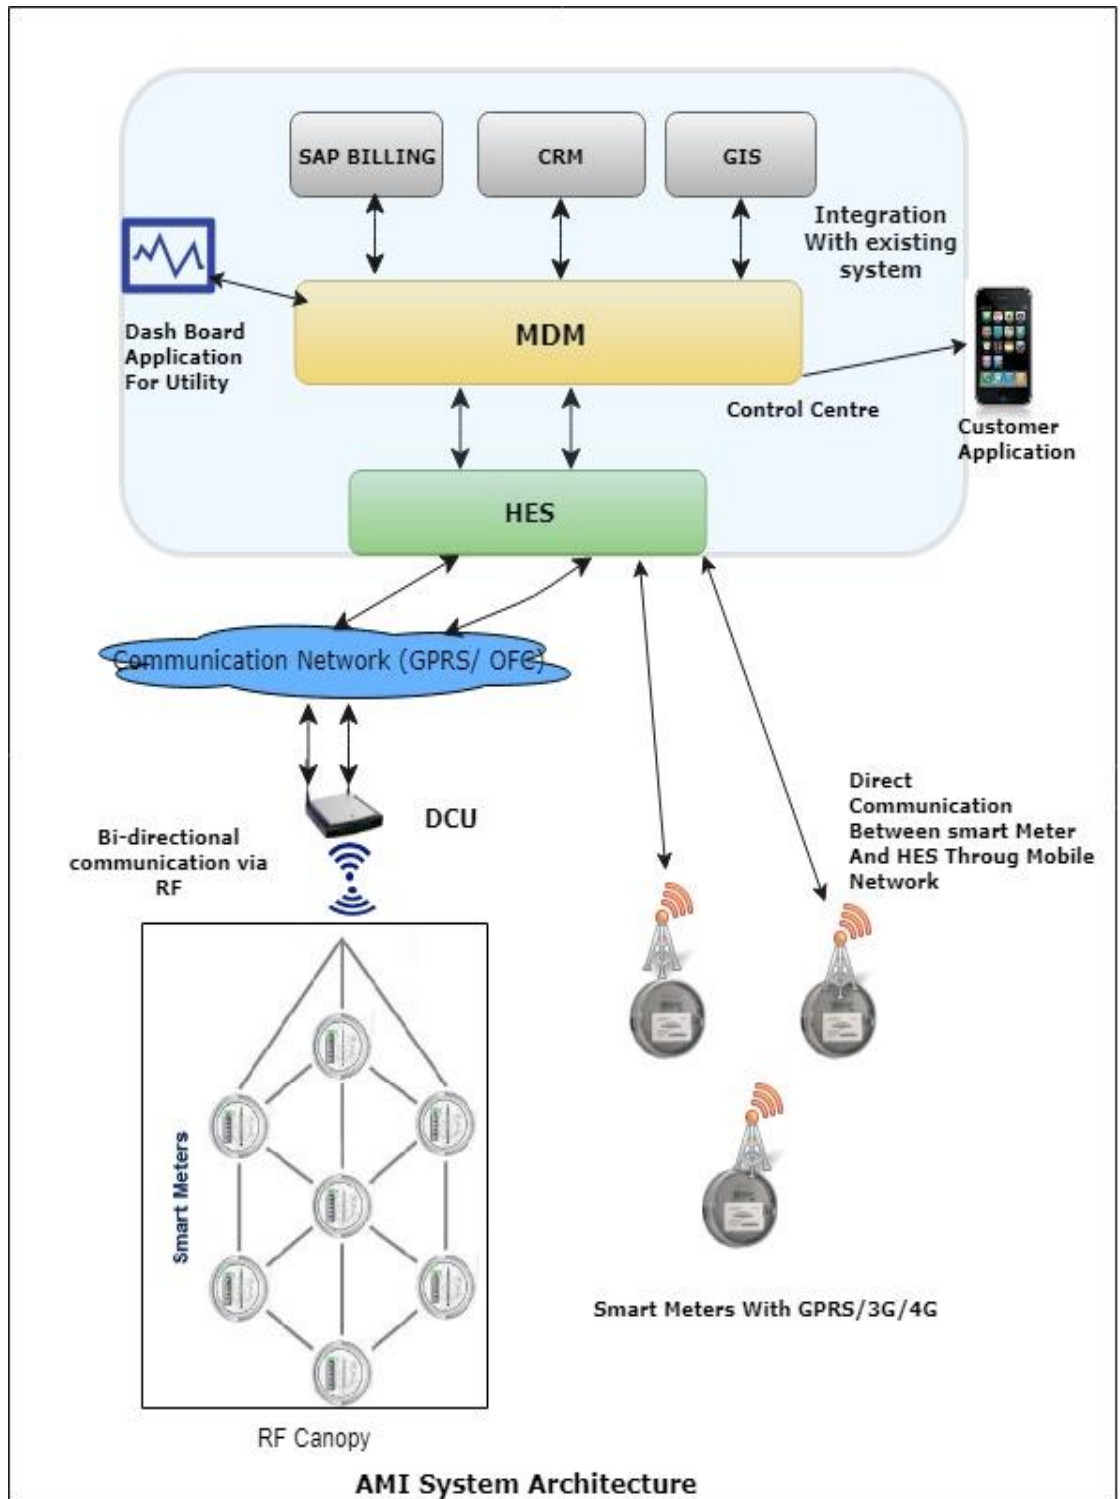 SAP BILLING
CRM
GIS
Integration
With existing
system
Dash Board
Application
For Utility
MDM
Control Centre
Customer
Application
HES
Communication Network (GPRS/ OFC)
DCU
Bi-directional
communication via
RF
Direct
Communication
Between smart Meter
And HES Throug Mobile
Network
Smart Meters
Smart Meters With GPRS/3G/4G
RF Canopy
AMI System Architecture